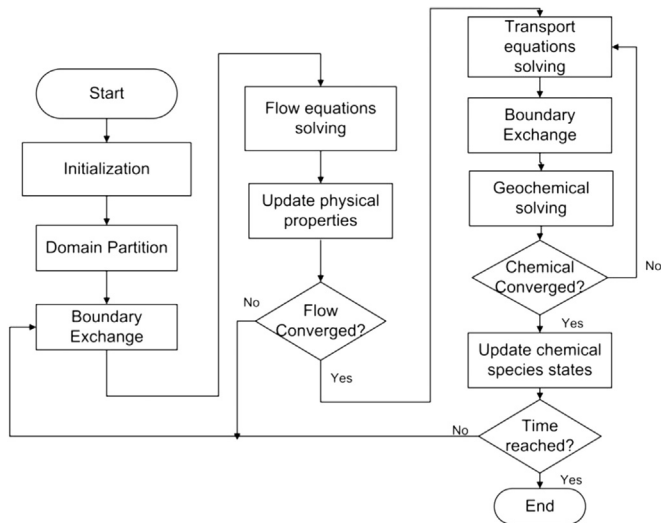 Start
Initialization
Domain Partition
Boundary
Exchange
Flow equations
solving
Update physical
properties
No
Flow
Converged?
Yes
Transport
equations
solving
Boundary
Exchange
Geochemical
solving
Chemical
Converged?
No
Yes
Update chemical
species states
Time
reached?
No
Yes
End